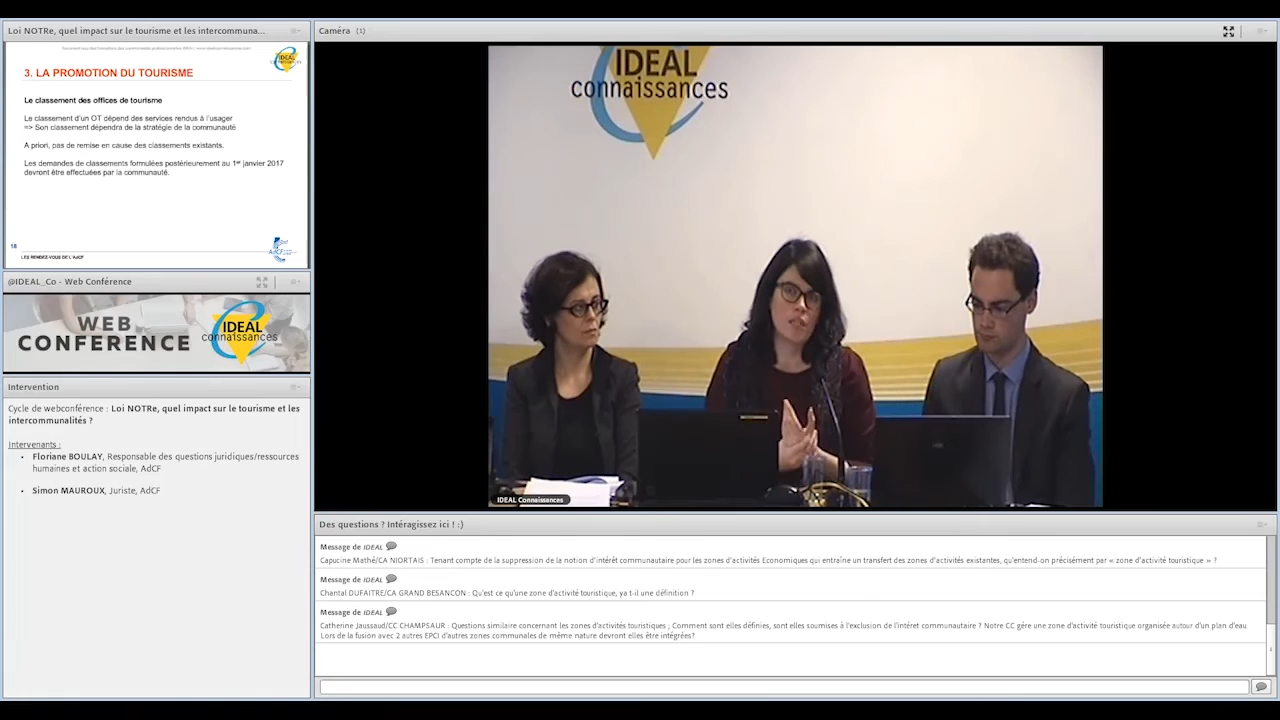 Loi NOTRe, quel impact sur le tourisme et les intercommuna...
IDEAL
connaissances
3. LA PROMOTION DU TOURISME
Le classement des offices de tourisme
Le classement d'un OT dépend des services rendus à l'usager
=> Son classement dépendra de la stratégie de la communauté
A priori, pas de remise en cause des classements existants.
Les demandes de classements formulées postérieurement au 1er janvier 2017
devront être effectuées par la communauté.
18
LES RENDEZ-VOUS DE L'ADCF
AdCF
@IDEAL_Co - Web Conférence
WEB
CONFERENCE
IDEAL
connaissances
Intervention
Cycle de webconférence : Loi NOTRe, quel impact sur le tourisme et les
intercommunalités ?
Intervenants :
Floriane BOULAY, Responsable des questions juridiques/ressources
humaines et action sociale, AdCF
Simon MAUROUX, Juriste, AdCF
Caméra (1)
IDEAL
connaissances
IDEAL Connaissances
Des questions ? Intéragissez ici ! :)
Message de IDEAL
Capucine Mathé/CA NIORTAIS : Tenant compte de la suppression de la notion d'intérêt communautaire pour les zones d'activités Economiques qui entraîne un transfert des zones d'activités existantes, qu'entend-on précisément par « zone d'activité touristique » ?
Message de IDEAL
Chantal DUFAITRE/CA GRAND BESANCON : Qu'est ce qu'une zone d'activité touristique, ya t-il une définition ?
Message de IDEAL
Catherine Jaussaud/CC CHAMPSAUR : Questions similaire concernant les zones d'activités touristiques ; Comment sont elles définies, sont elles soumises à l'exclusion de l'intéret communautaire ? Notre CC gére une zone d'activité touristique organisée autour d'un plan d'eau.
Lors de la fusion avec 2 autres EPCI d'autres zones communales de même nature devront elles être intégrées?